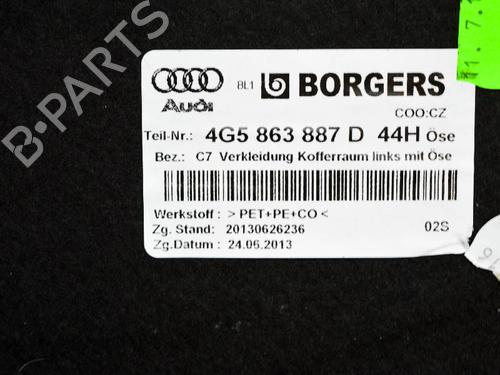 BL1 BORGERS
Audi
COO:CZ
Teil-Nr.: 4G5 863 887 D 44H Öse
Bez.: C7 Verkleidung Kofferraum links mit Öse
Werkstoff : > PET+PE+CO <
Zg. Stand: 20130626236 02S
Zg.Datum : 24.05.2013
B-PARTS